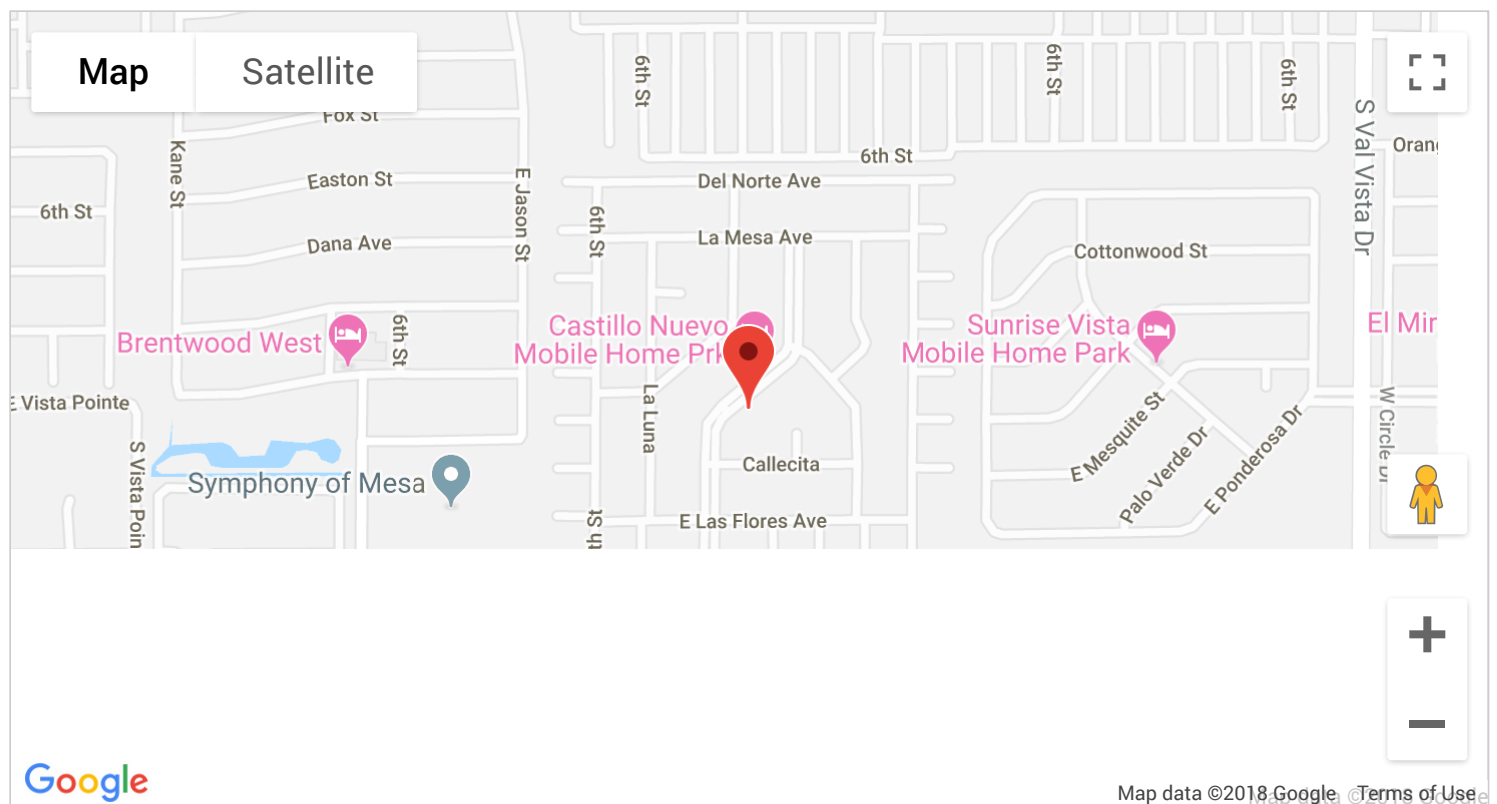 Map
Satellite
6th St
6th St
6th St
S Val Vista Dr
Fox St
Kane St
Orang
6th St
E Jason St
Easton St
Del Norte Ave
6th St
6th St
La Mesa Ave
Dana Ave
Cottonwood St
Brentwood West
6th St
Castillo Nuevo
Mobile Home Prk
Sunrise Vista
Mobile Home Park
El Mir
E Vista Pointe
La Luna
W Circle Dr
E Mesquite St
Palo Verde Dr
E Ponderosa Dr
S Vista Poin
Symphony of Mesa
Callecita
th St
E Las Flores Ave
Google
Map data ©2018 Google
Terms of Use